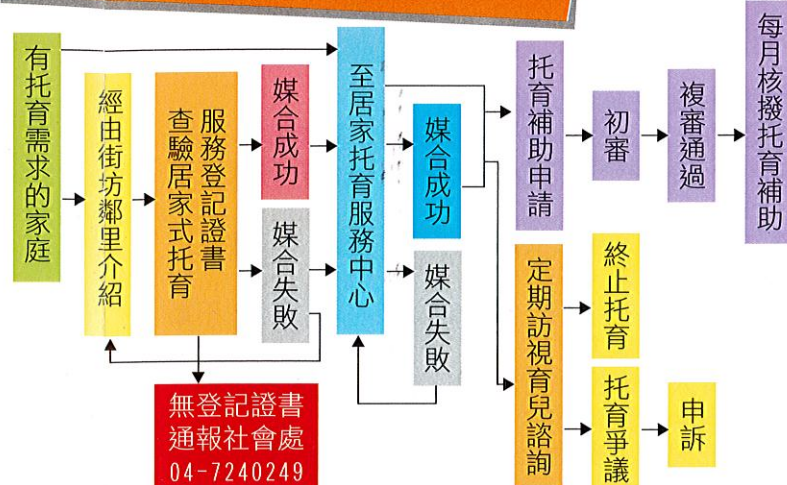 有托育需求的家庭
經由街坊鄰里介紹
服務登記證書
查驗居家式托育
媒合成功
媒合失敗
無登記證書
通報社會處
04-7240249
至居家托育服務中心
媒合成功
媒合失敗
托育補助申請
初審
複審通過
每月核撥托育補助
定期訪視育兒諮詢
終止托育
托育爭議
申訴